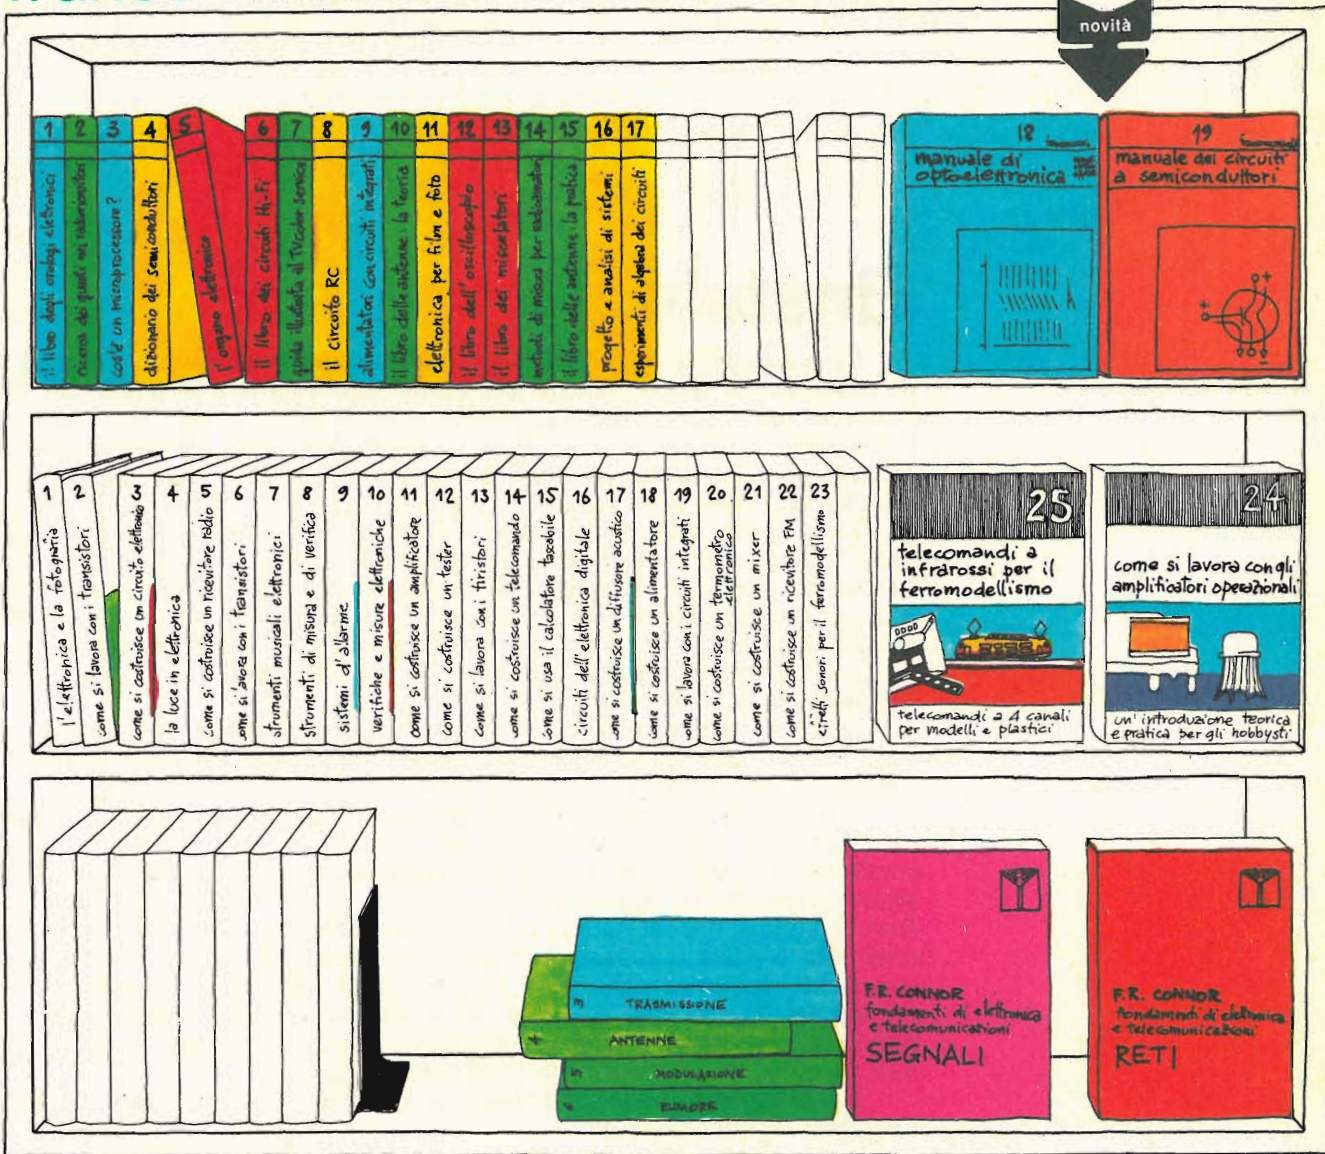 novità
1 il libro degli orologi elettronici
2 ricerca dei guasti nei radioricevitori
3 cos'è un microprocessore?
4 dizionario dei semiconduttori
5 l'organo elettronico
6 il libro dei circuiti Hi-Fi
7 guida illustrata al TVcolor service
8 il circuito RC
9 alimentatori con circuiti integrati
10 il libro delle antenne: la teoria
11 elettronica per film e foto
12 il libro dell'oscilloscopio
13 il libro dei miscelatori
14 metodi di misura per radioamatori
15 il libro delle antenne: la pratica
16 progetto e analisi di sistemi
17 esperimenti di algebra dei circuiti
18
manuale di
optoelettronica
19
manuale dei circuiti
a semiconduttori
1 l'elettronica e la fotografia
2 come si lavora con i transistori
3 come si costruisce un circuito elettronico
4 la luce in elettronica
5 come si costruisce un ricevitore radio
6 come si lavora con i transistori
7 strumenti musicali elettronici
8 strumenti di misura e di verifica
9 sistemi d'allarme
10 verifiche e misure elettroniche
11 come si costruisce un amplificatore
12 come si costruisce un tester
13 come si lavora con i tiristori
14 come si costruisce un telecomando
15 come si usa il calcolatore tascabile
16 circuiti dell'elettronica digitale
17 come si costruisce un diffusore acustico
18 come si costruisce un alimentatore
19 come si lavora con i circuiti integrati
20 come si costruisce un termometro
elettronico
21 come si costruisce un mixer
22 come si costruisce un ricevitore FM
23 effetti sonori per il ferromodellismo
25
telecomandi a
infrarossi per il
ferromodellismo
telecomandi a 4 canali
per modelli e plastici
24
come si lavora con gli
amplificatori operazionali
un' introduzione teorica
e pratica per gli hobbysti
3 TRASMISSIONE
4 ANTENNE
5 MODULAZIONE
6 RUMORE
F.R. CONNOR
fondamenti di elettronica
e telecomunicazioni
SEGNALI
F.R. CONNOR
fondamenti di elettronica
e telecomunicazioni
RETI